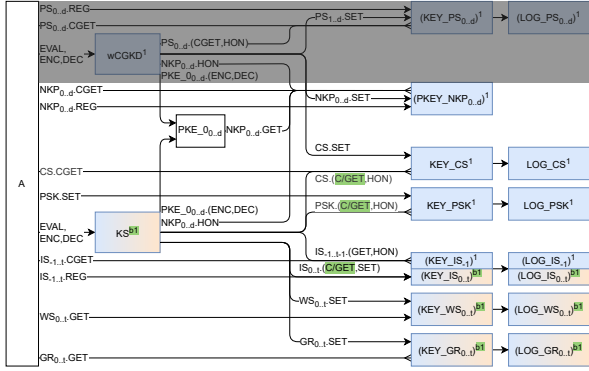 PS₀..d.REG
PS₀..d.CGET
EVAL,
ENC,DEC
wCGKD¹
PS₀..d.(CGET,HON)
NKP₀..d.HON
PKE_0₀..d.(ENC,DEC)
PS₁..d.SET
(KEY_PS₀..d)¹
(LOG_PS₀..d)¹
NKP₀..d.CGET
NKP₀..d.REG
NKP₀..d.SET
(PKEY_NKP₀..d)¹
PKE_0₀..d
NKP₀..d.GET
CS.SET
A
CS.CGET
CS.(C/GET,HON)
KEY_CS¹
LOG_CS¹
PSK.SET
PSK.(C/GET,HON)
KEY_PSK¹
LOG_PSK¹
EVAL,
ENC,DEC
KSᵇ¹
PKE_0₀..d.(ENC,DEC)
NKP₀..d.HON
IS₋₁..t-1.(GET,HON)
IS₋₁..t.CGET
IS₀..t.(C/GET,SET)
IS₋₁..t.REG
(KEY_IS₋₁)¹
(KEY_IS₀..t)ᵇ¹
(LOG_IS₋₁)¹
(LOG_IS₀..t)ᵇ¹
WS₀..t.SET
WS₀..t.GET
(KEY_WS₀..t)ᵇ¹
(LOG_WS₀..t)ᵇ¹
GR₀..t.SET
GR₀..t.GET
(KEY_GR₀..t)ᵇ¹
(LOG_GR₀..t)ᵇ¹